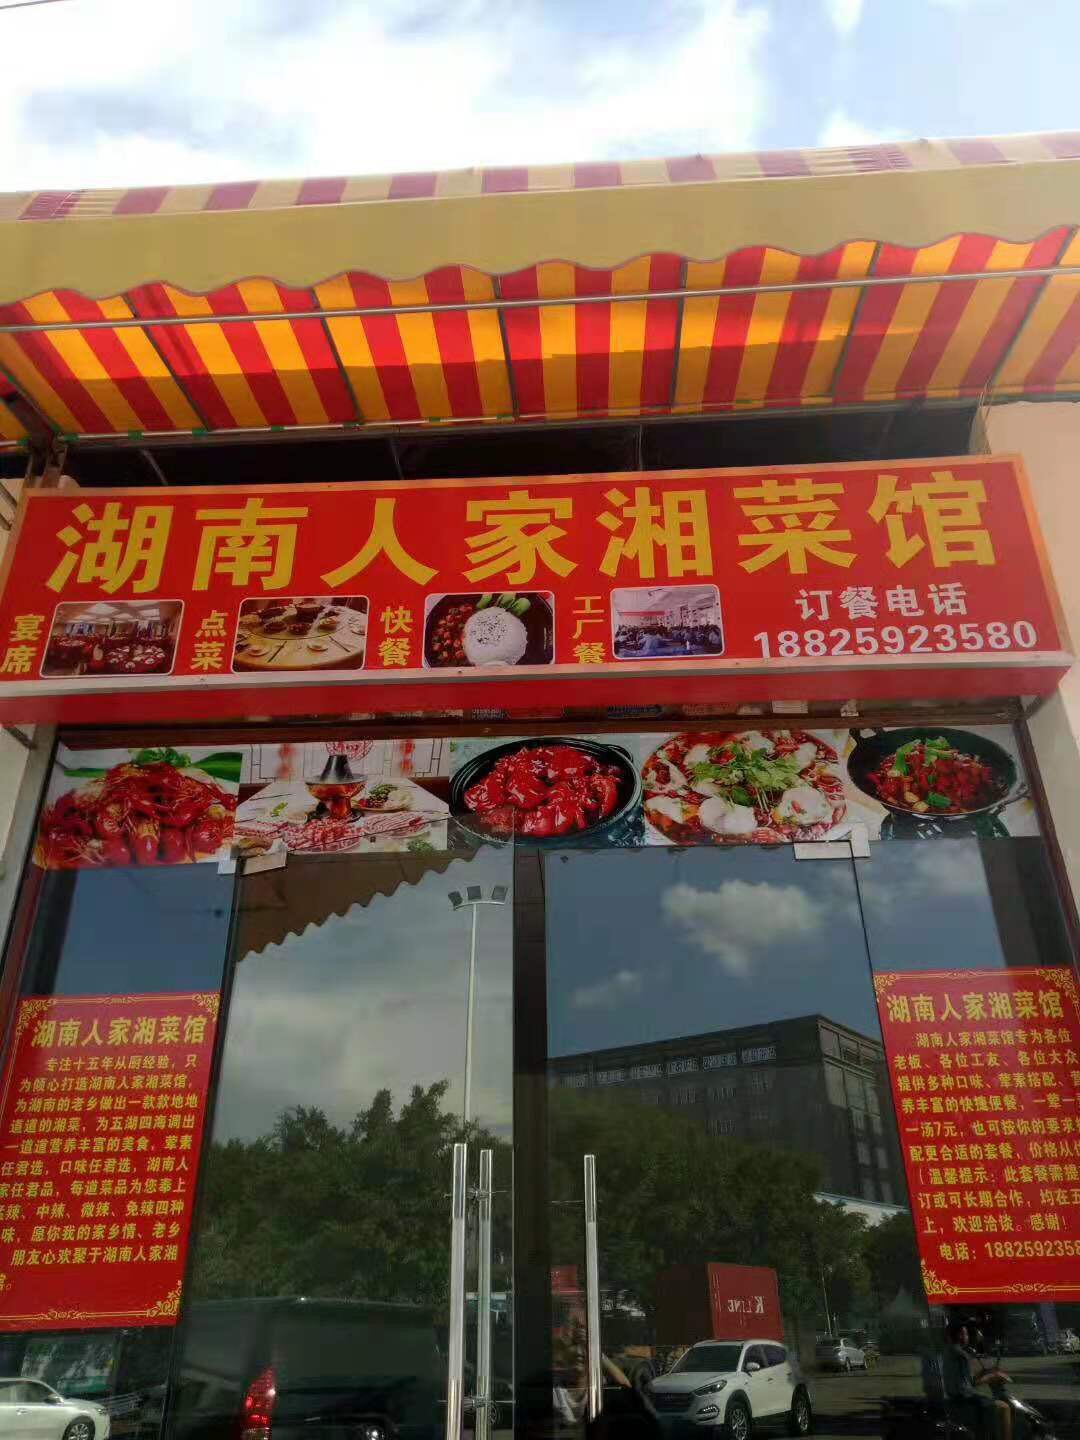 湖南人家湘菜馆
宴席
点菜
快餐
工厂餐
订餐电话
18825923580
湖南人家湘菜馆
专注十五年从厨经验，只
为倾心打造湖南人家湘菜馆，
为湖南的老乡做出一款款地地
道道的湘菜，为五湖四海调出
一道道营养丰富的美食，荤素
任君选，口味任君选，湖南人
家任君品，每道菜品为您奉上
辣、中辣、微辣、免辣四种
味，愿你我的家乡情、老乡
朋友心欢聚于湖南人家湘
馆。
湖南人家湘菜馆
湖南人家湘菜馆专为各位
老板、各位工友、各位大众
提供多种口味、荤素搭配、
养丰富的快捷便餐，一荤一
一汤7元，也可按你的要求
配更合适的套餐，价格从优
（温馨提示：此套餐需提
订或可长期合作，均在五
上，欢迎洽谈。感谢！
电话：1882592358
K LINE